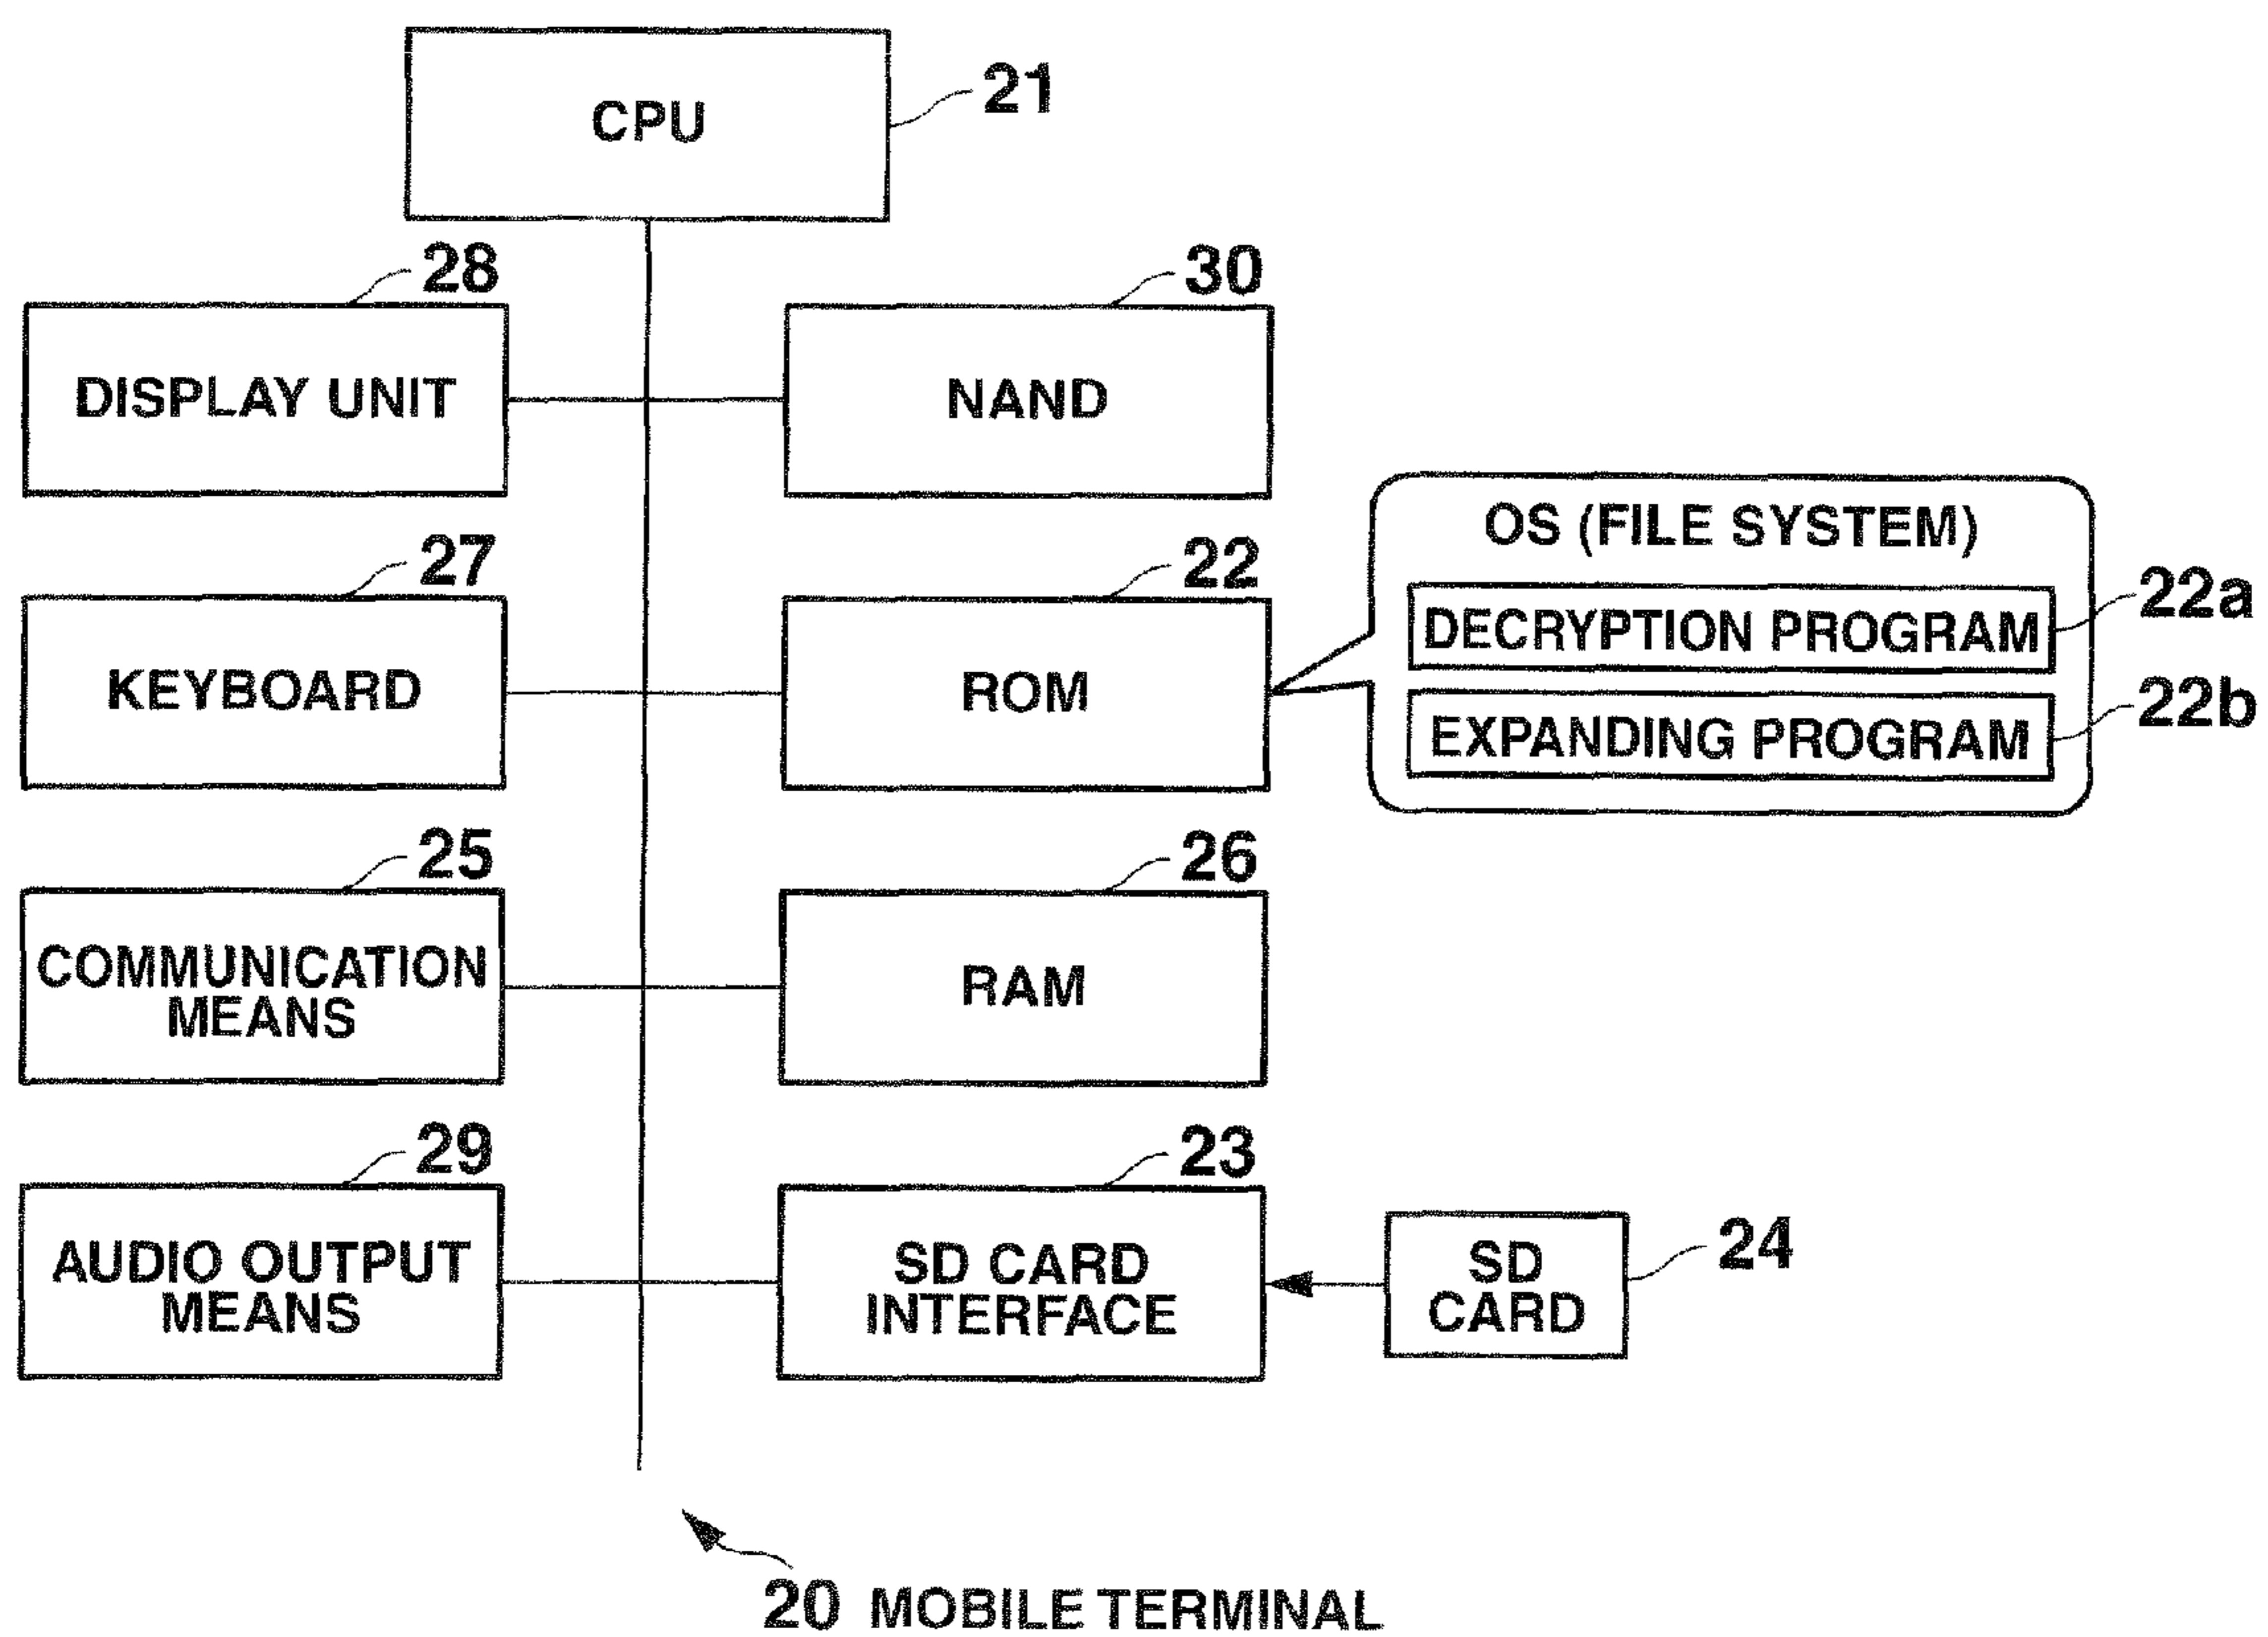 CPU
21
28
30
DISPLAY UNIT
NAND
OS (FILE SYSTEM)
27
22
DECRYPTION PROGRAM
22a
KEYBOARD
ROM
EXPANDING PROGRAM
22b
25
26
COMMUNICATION
MEANS
RAM
29
23
AUDIO OUTPUT
MEANS
SD CARD
INTERFACE
SD
CARD
24
20 MOBILE TERMINAL